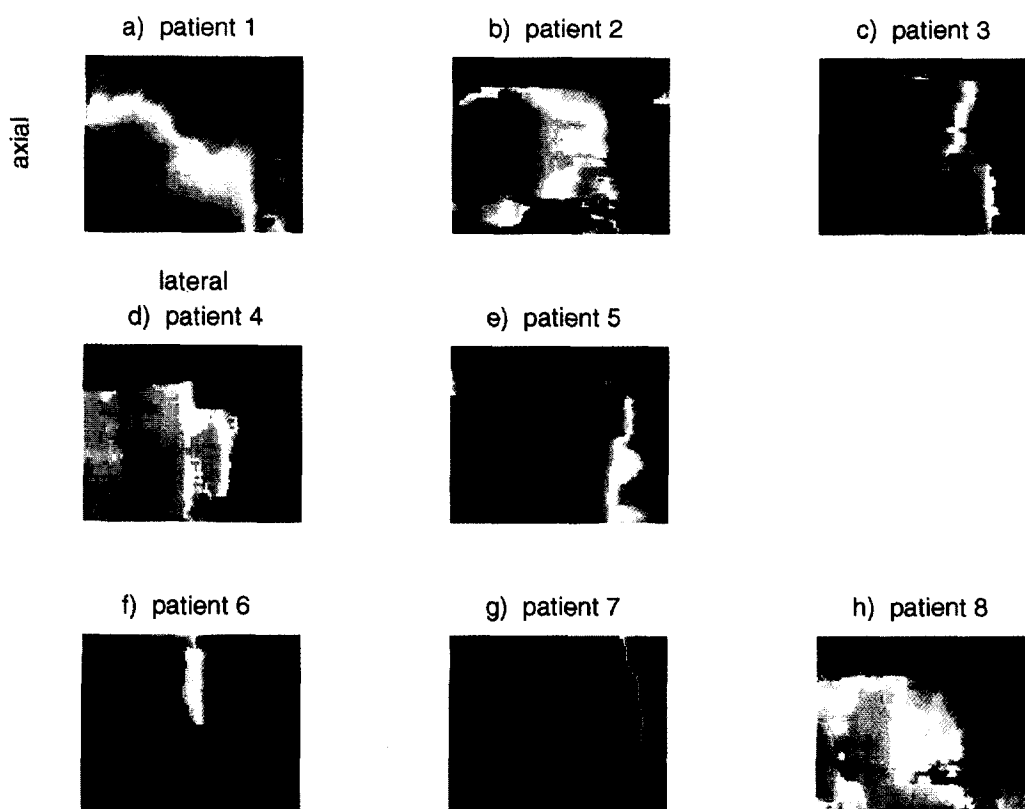 a) patient 1
b) patient 2
c) patient 3
axial
lateral
d) patient 4
e) patient 5
f) patient 6
g) patient 7
h) patient 8